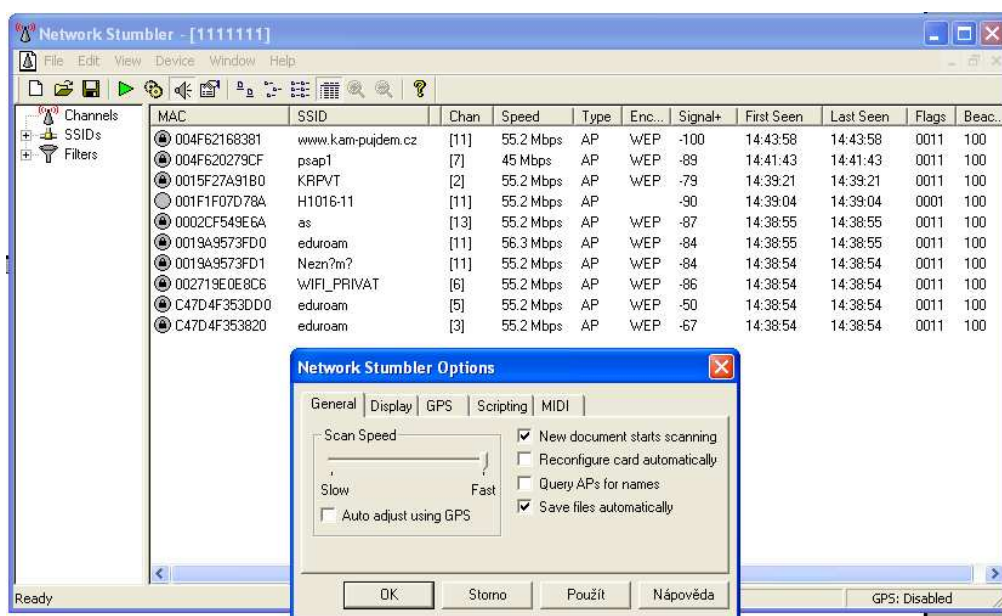 Network Stumbler - [1111111]
File Edit View Device Window Help
Channels
SSIDs
Filters
MAC SSID Chan Speed Type Enc... Signal+ First Seen Last Seen Flags Beac...
004F62168381 www.kam-pujdem.cz [11] 55.2 Mbps AP WEP -100 14:43:58 14:43:58 0011 100
004F620279CF psap1 [7] 45 Mbps AP WEP -89 14:41:43 14:41:43 0011 100
0015F27A91B0 KRPVT [2] 55.2 Mbps AP WEP -79 14:39:21 14:39:21 0011 100
001F1F07D78A H1016-11 [11] 55.2 Mbps AP -90 14:39:04 14:39:04 0001 100
0002CF549E6A as [13] 55.2 Mbps AP WEP -87 14:38:55 14:38:55 0011 100
0019A9573FD0 eduroam [11] 56.3 Mbps AP WEP -84 14:38:55 14:38:55 0011 100
0019A9573FD1 Nezn?m? [11] 55.2 Mbps AP WEP -84 14:38:54 14:38:54 0011 100
002719E0E8C6 WIFI_PRIVAT [6] 55.2 Mbps AP WEP -86 14:38:54 14:38:54 0011 100
C47D4F353DD0 eduroam [5] 55.2 Mbps AP WEP -50 14:38:54 14:38:54 0011 100
C47D4F353820 eduroam [3] 55.2 Mbps AP WEP -67 14:38:54 14:38:54 0011 100
Network Stumbler Options
General Display GPS Scripting MIDI
Scan Speed
Slow Fast
Auto adjust using GPS
New document starts scanning
Reconfigure card automatically
Query APs for names
Save files automatically
OK Storno Použít Nápověda
Ready GPS: Disabled